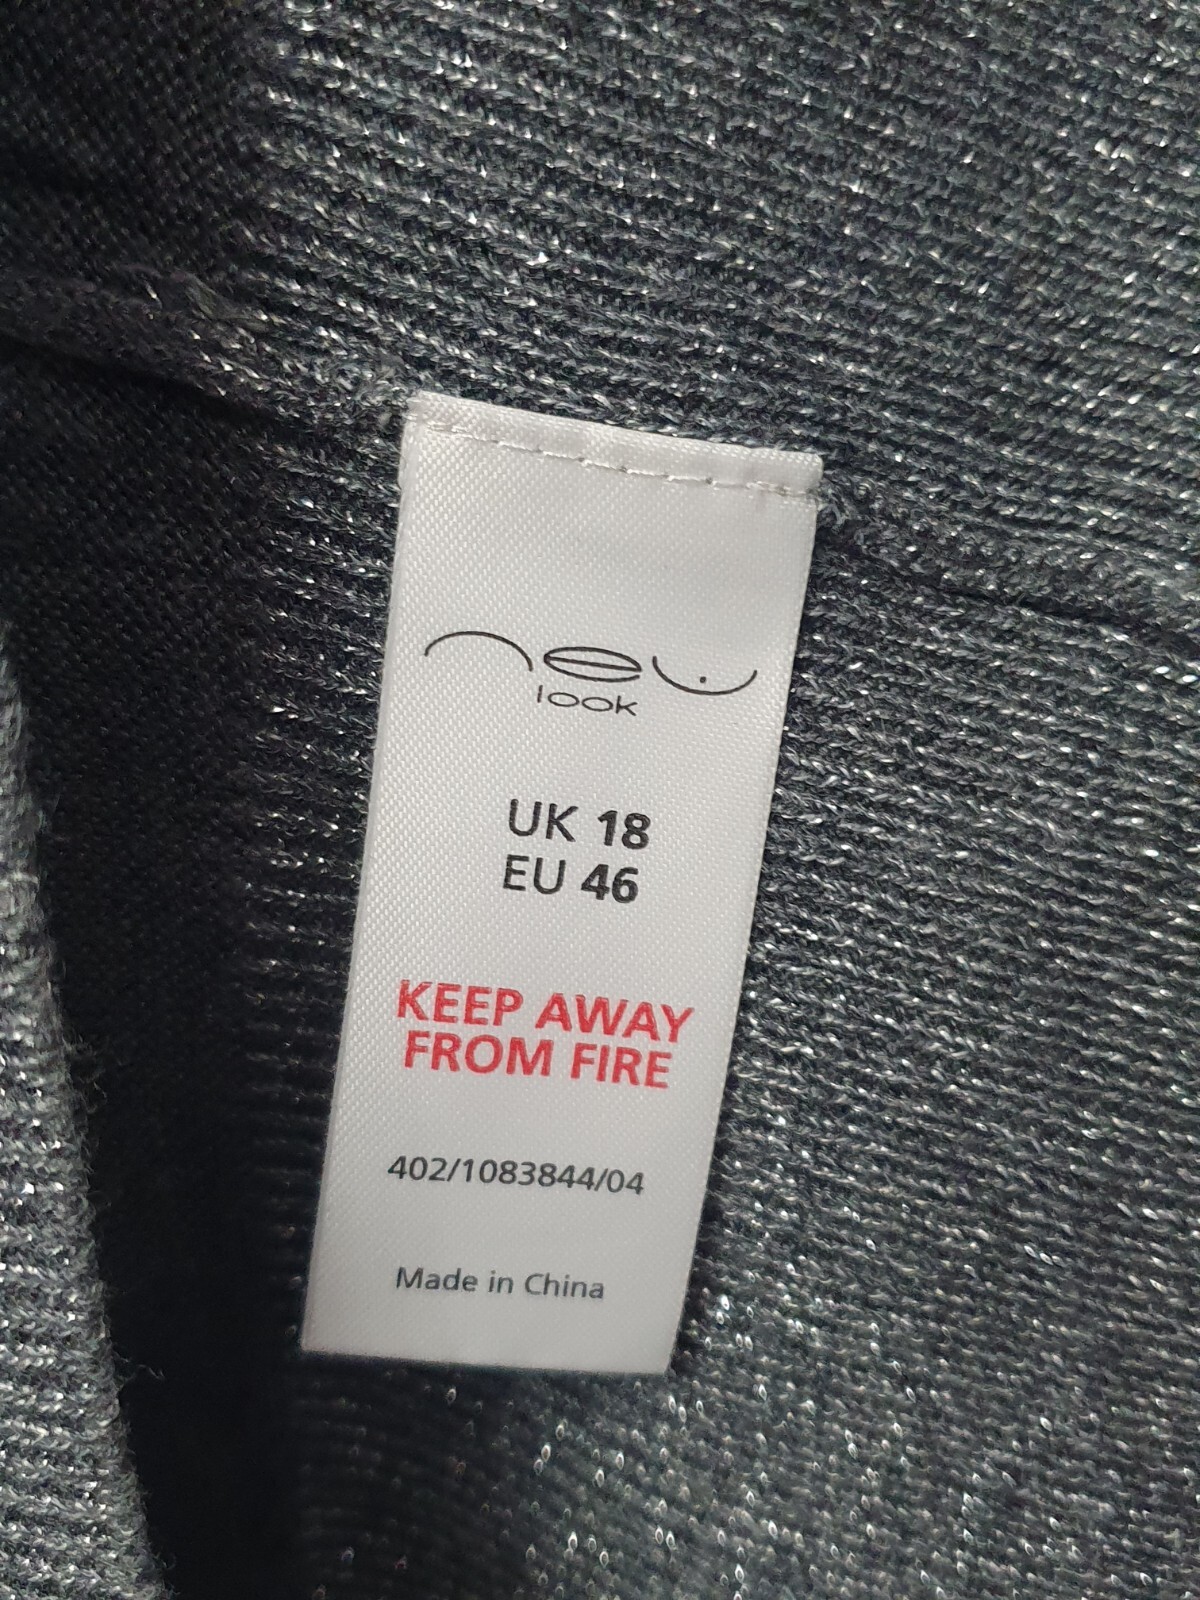 new
look
UK 18
EU 46
KEEP AWAY
FROM FIRE
402/1083844/04
Made in China